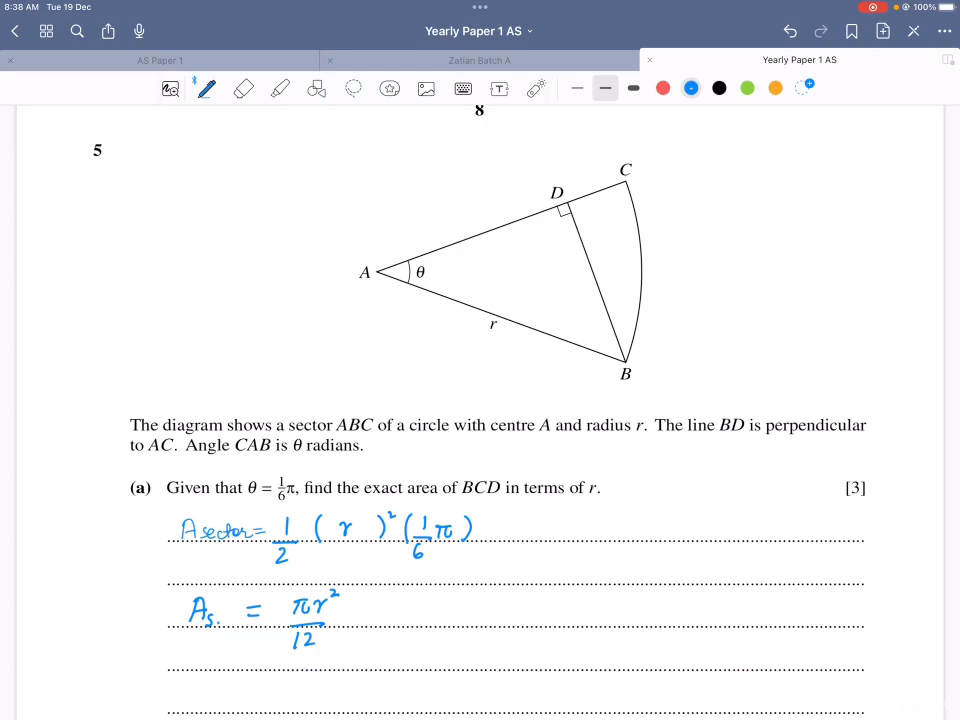 8:38 AM Tue 19 Dec
100%
Yearly Paper 1 AS
AS Paper 1
Zatian Batch A
Yearly Paper 1 AS
8
5
C
D
A
θ
r
B
The diagram shows a sector ABC of a circle with centre A and radius r. The line BD is perpendicular
to AC. Angle CAB is θ radians.
(a) Given that θ = 1/6π, find the exact area of BCD in terms of r. [3]
A sector = 1/2 ( r )² (1/6 π)
As. = πr²/12